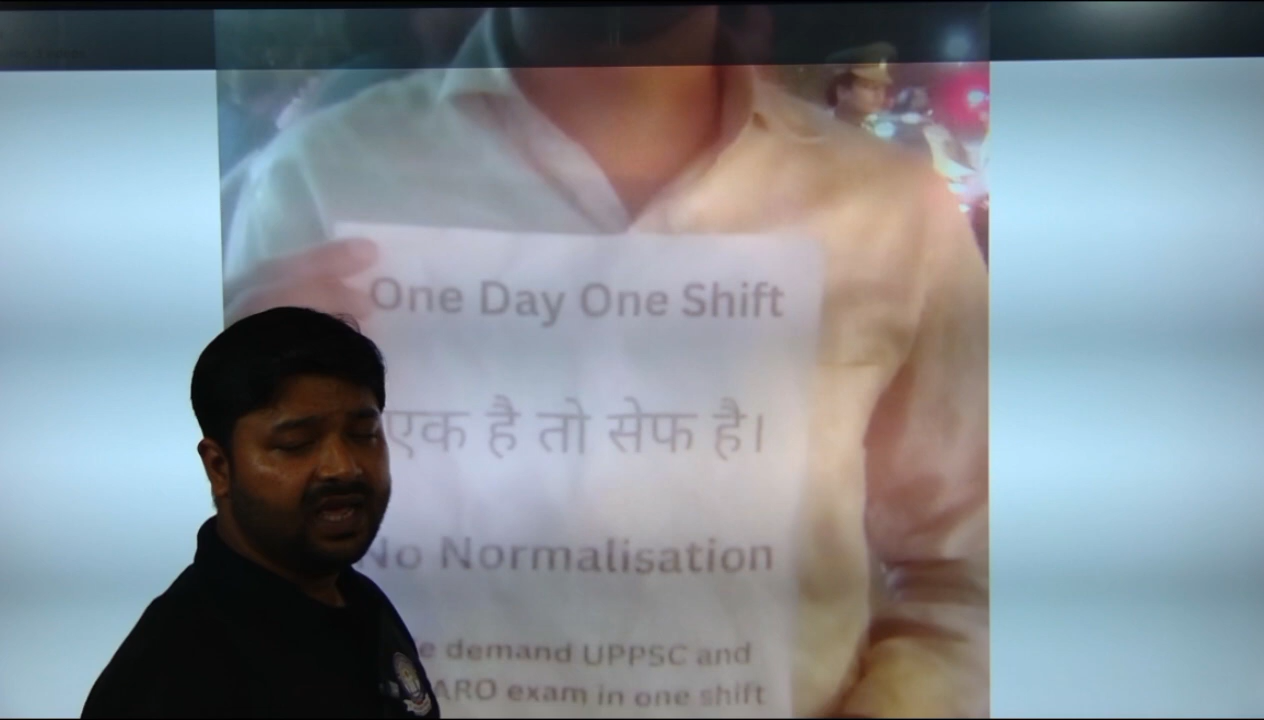 One Day One Shift
एक है तो सेफ है।
No Normalisation
demand UPPSC and
ARO exam in one shift